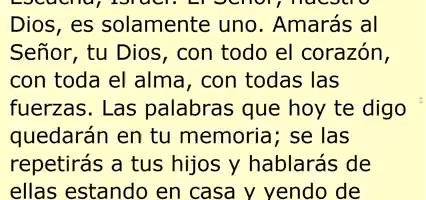 Escucha, Israel: El Señor, nuestro
Dios, es solamente uno. Amarás al
Señor, tu Dios, con todo el corazón,
con toda el alma, con todas las
fuerzas. Las palabras que hoy te digo
quedarán en tu memoria; se las
repetirás a tus hijos y hablarás de
ellas estando en casa y yendo de